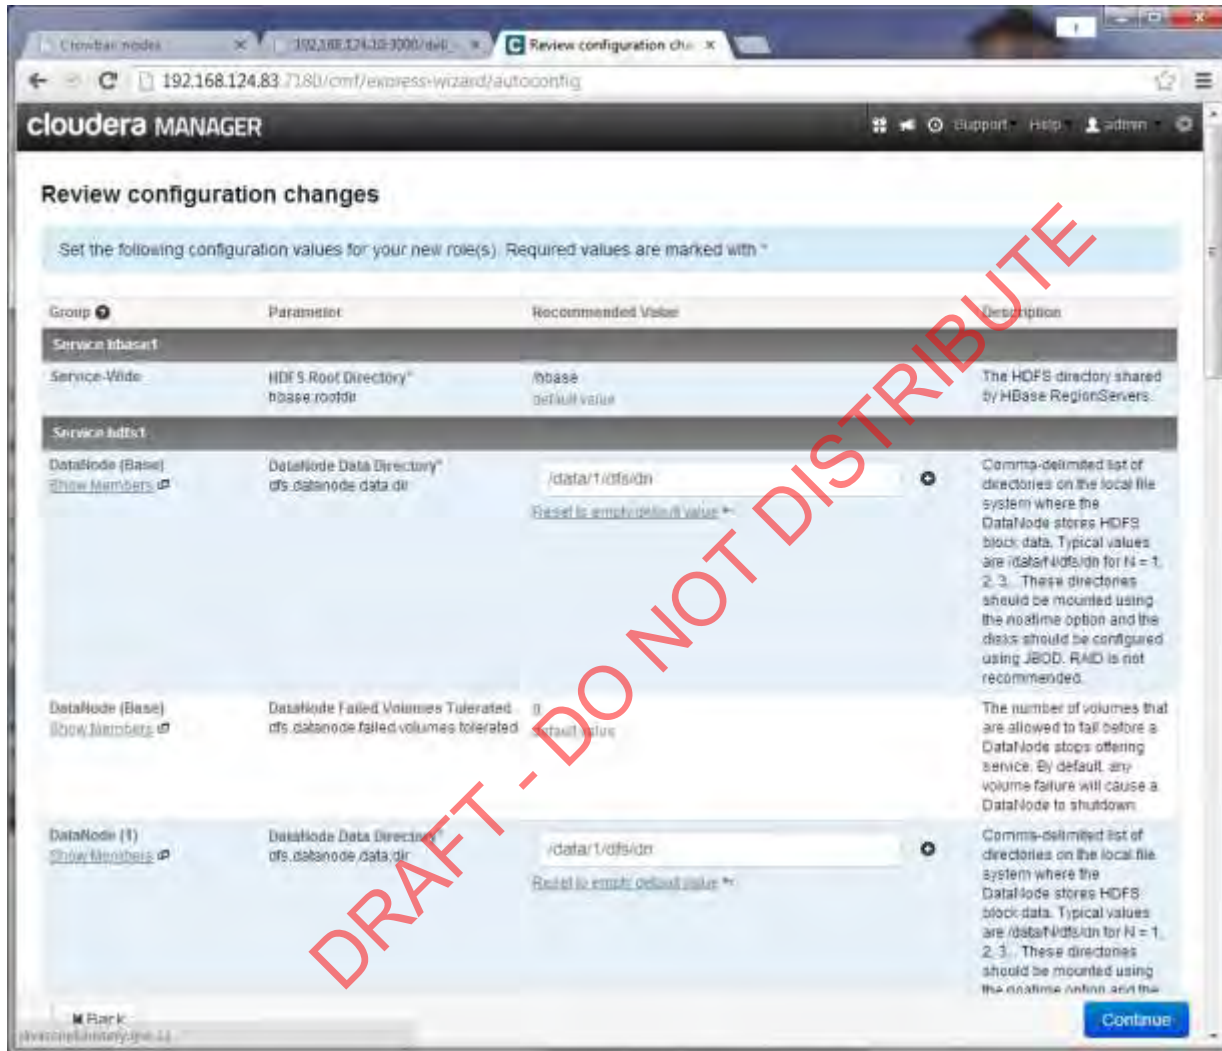 Crowbar nodes
Review configuration cha
192.168.124.83:7180/cmf/express-wizard/autoconfig
cloudera MANAGER
Support Help admin
Review configuration changes
Set the following configuration values for your new role(s). Required values are marked with *
Group Parameter Recommended Value Description
Service hbase1
Service-Wide
HDFS Root Directory*
hbase.rootdir
/hbase
default value
The HDFS directory shared
by HBase RegionServers.
Service hdfs1
DataNode (Base)
Show Members
DataNode Data Directory*
dfs.datanode.data.dir
/data/1/dfs/dn
Reset to empty default value
Comma-delimited list of
directories on the local file
system where the
DataNode stores HDFS
block data. Typical values
are /data/N/dfs/dn for N = 1,
2, 3... These directories
should be mounted using
the noatime option and the
disks should be configured
using JBOD. RAID is not
recommended.
DataNode (Base)
Show Members
DataNode Failed Volumes Tolerated
dfs.datanode.failed.volumes.tolerated
0
default value
The number of volumes that
are allowed to fail before a
DataNode stops offering
service. By default, any
volume failure will cause a
DataNode to shutdown.
DataNode (1)
Show Members
DataNode Data Directory*
dfs.datanode.data.dir
/data/1/dfs/dn
Reset to empty default value
Comma-delimited list of
directories on the local file
system where the
DataNode stores HDFS
block data. Typical values
are /data/N/dfs/dn for N = 1,
2, 3... These directories
should be mounted using
the noatime option and the
Back
Continue
DRAFT - DO NOT DISTRIBUTE